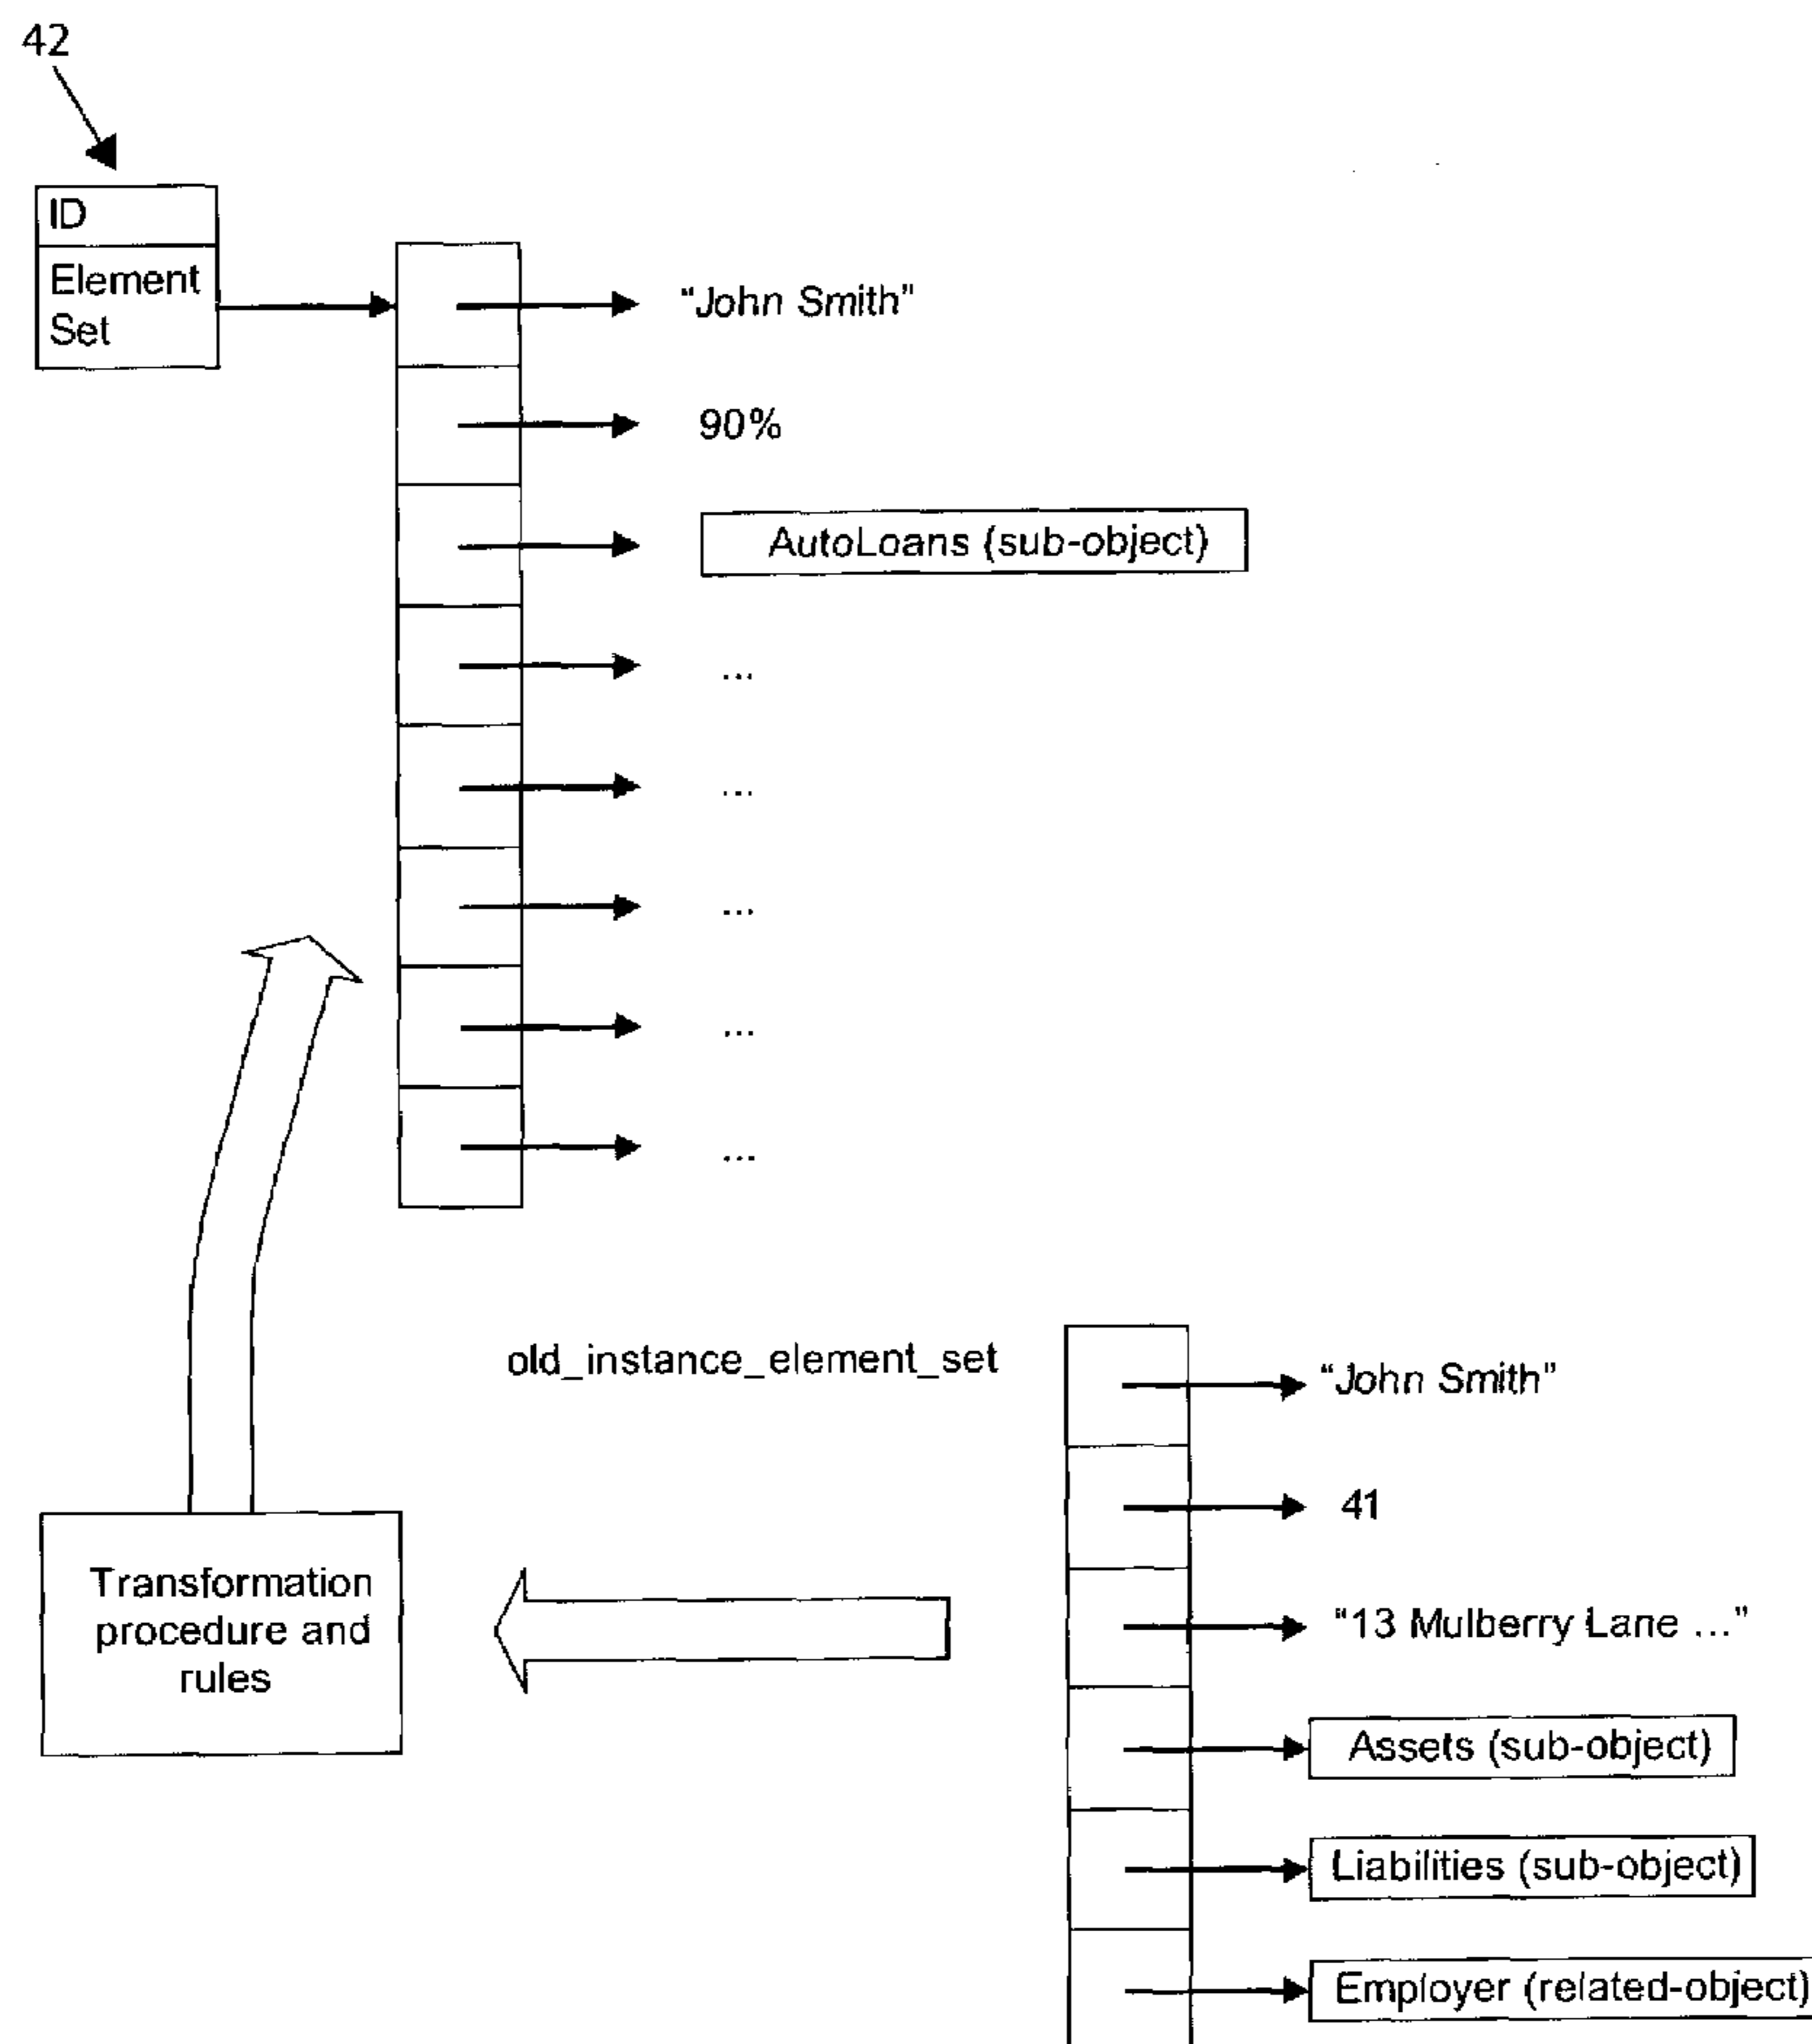 42
ID
Element
Set
“John Smith”
90%
AutoLoans (sub-object)
...
...
...
...
...
old_instance_element_set
“John Smith”
41
“13 Mulberry Lane ...”
Transformation
procedure and
rules
Assets (sub-object)
Liabilities (sub-object)
Employer (related-object)